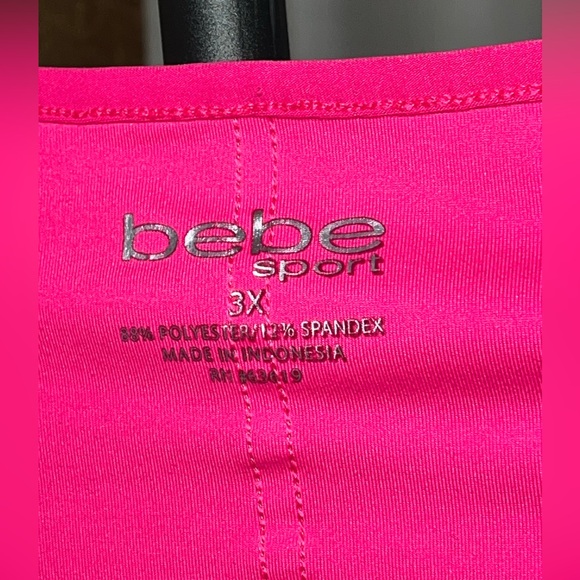 bebe
sport
3X
88% POLYESTER/12% SPANDEX
MADE IN INDONESIA
RN